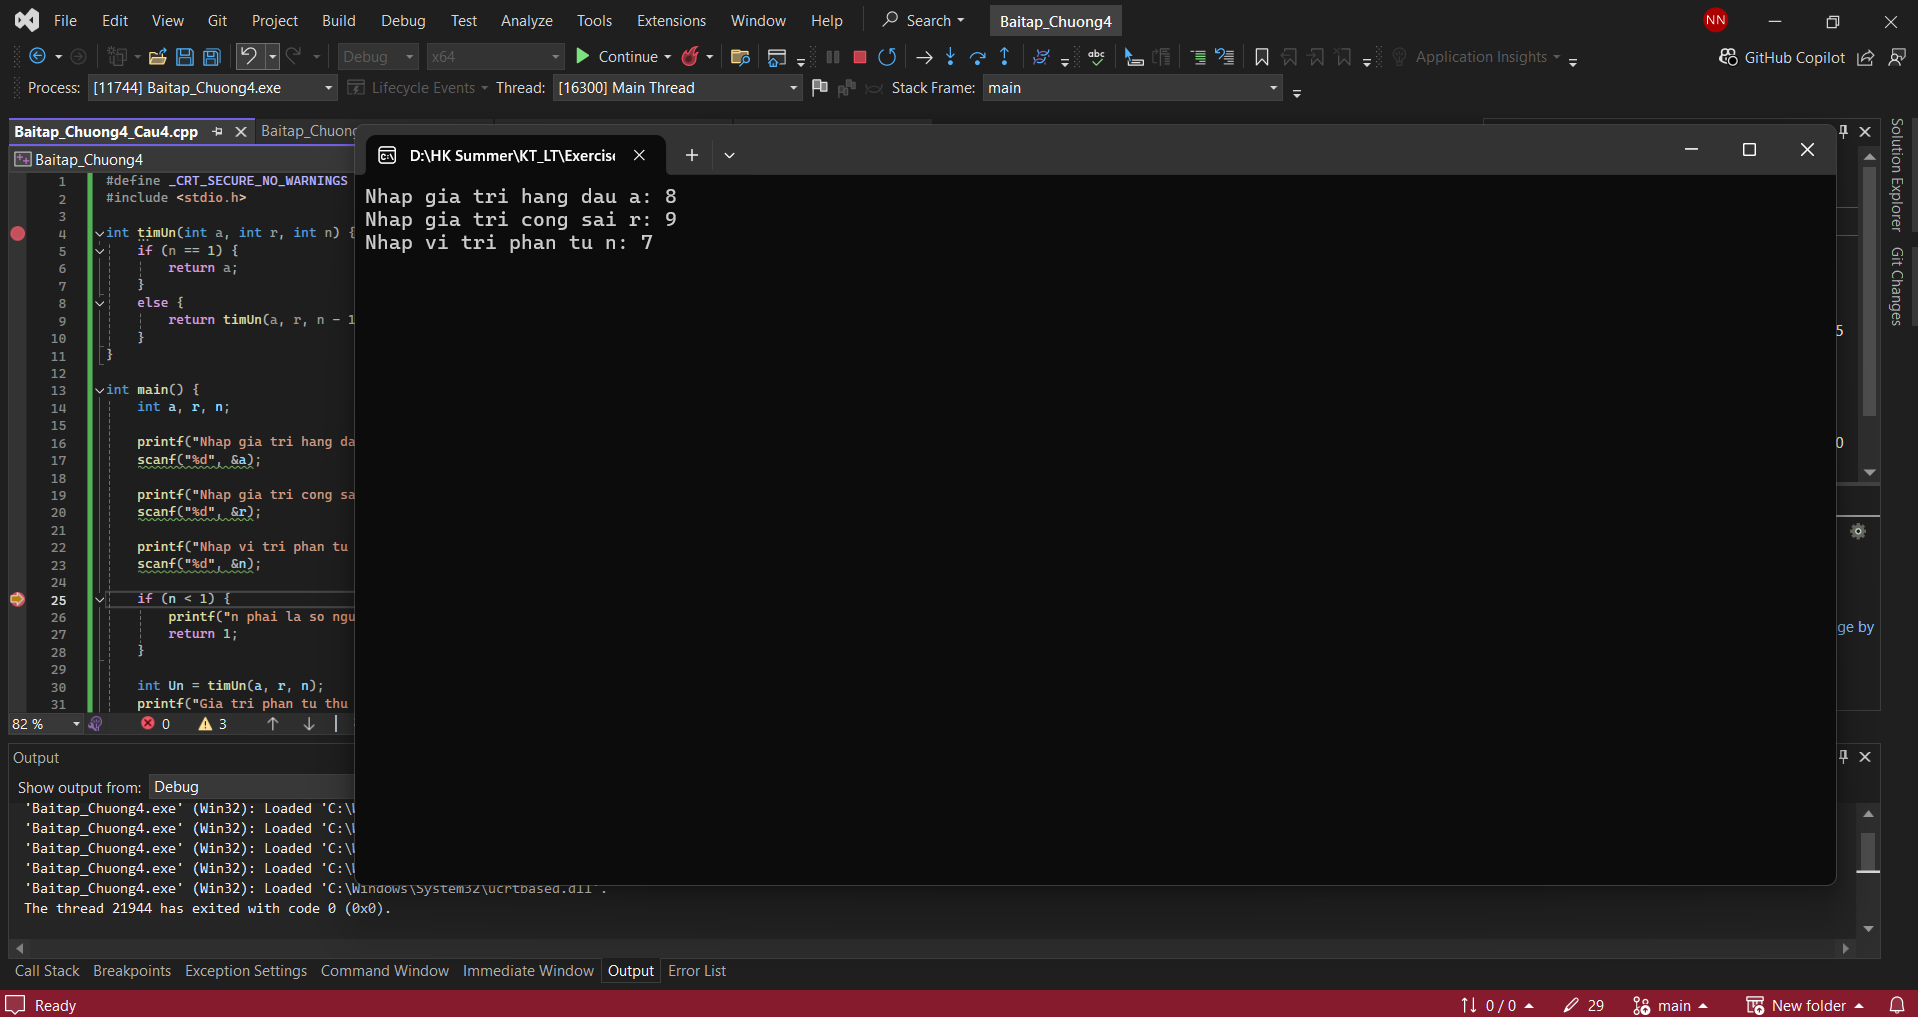 File Edit View Git Project Build Debug Test Analyze Tools Extensions Window Help Search Baitap_Chuong4 NN
Debug x64 Continue abc Application Insights GitHub Copilot
Process: [11744] Baitap_Chuong4.exe Lifecycle Events Thread: [16300] Main Thread Stack Frame: main
Baitap_Chuong4_Cau4.cpp Baitap_Chuong
Baitap_Chuong4
1 #define _CRT_SECURE_NO_WARNINGS
2 #include <stdio.h>
3
4 int timUn(int a, int r, int n) {
5 if (n == 1) {
6 return a;
7 }
8 else {
9 return timUn(a, r, n - 1
10 }
11 }
12
13 int main() {
14 int a, r, n;
15
16 printf("Nhap gia tri hang da
17 scanf("%d", &a);
18
19 printf("Nhap gia tri cong sa
20 scanf("%d", &r);
21
22 printf("Nhap vi tri phan tu
23 scanf("%d", &n);
24
25 if (n < 1) {
26 printf("n phai la so ngu
27 return 1;
28 }
29
30 int Un = timUn(a, r, n);
31 printf("Gia tri phan tu thu
82 % 0 3
D:\HK Summer\KT_LT\Exercise
Nhap gia tri hang dau a: 8
Nhap gia tri cong sai r: 9
Nhap vi tri phan tu n: 7
Solution Explorer
Git Changes
5
0
ge by
Output
Show output from: Debug
'Baitap_Chuong4.exe' (Win32): Loaded 'C:\W
'Baitap_Chuong4.exe' (Win32): Loaded 'C:\W
'Baitap_Chuong4.exe' (Win32): Loaded 'C:\W
'Baitap_Chuong4.exe' (Win32): Loaded 'C:\W
'Baitap_Chuong4.exe' (Win32): Loaded 'C:\Windows\System32\ucrtbased.dll'.
The thread 21944 has exited with code 0 (0x0).
Call Stack Breakpoints Exception Settings Command Window Immediate Window Output Error List
Ready 0 / 0 29 main New folder